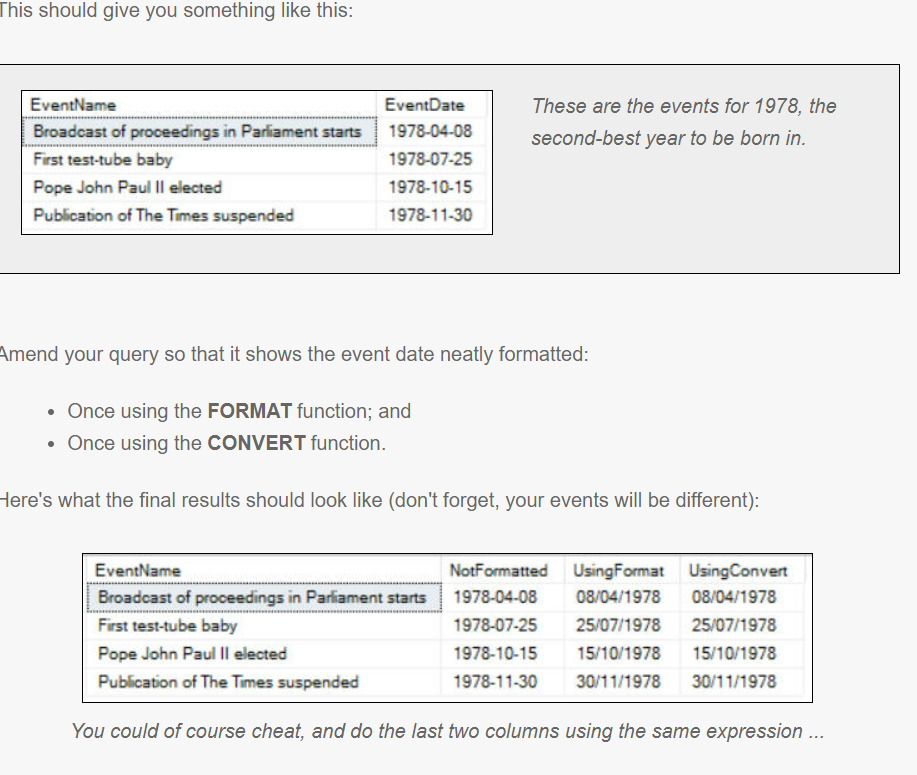 This should give you something like this:
EventName EventDate
Broadcast of proceedings in Parliament starts 1978-04-08
First test-tube baby 1978-07-25
Pope John Paul II elected 1978-10-15
Publication of The Times suspended 1978-11-30
These are the events for 1978, the
second-best year to be born in.
Amend your query so that it shows the event date neatly formatted:
• Once using the FORMAT function; and
• Once using the CONVERT function.
Here's what the final results should look like (don't forget, your events will be different):
EventName NotFormatted UsingFormat UsingConvert
Broadcast of proceedings in Parliament starts 1978-04-08 08/04/1978 08/04/1978
First test-tube baby 1978-07-25 25/07/1978 25/07/1978
Pope John Paul II elected 1978-10-15 15/10/1978 15/10/1978
Publication of The Times suspended 1978-11-30 30/11/1978 30/11/1978
You could of course cheat, and do the last two columns using the same expression ...